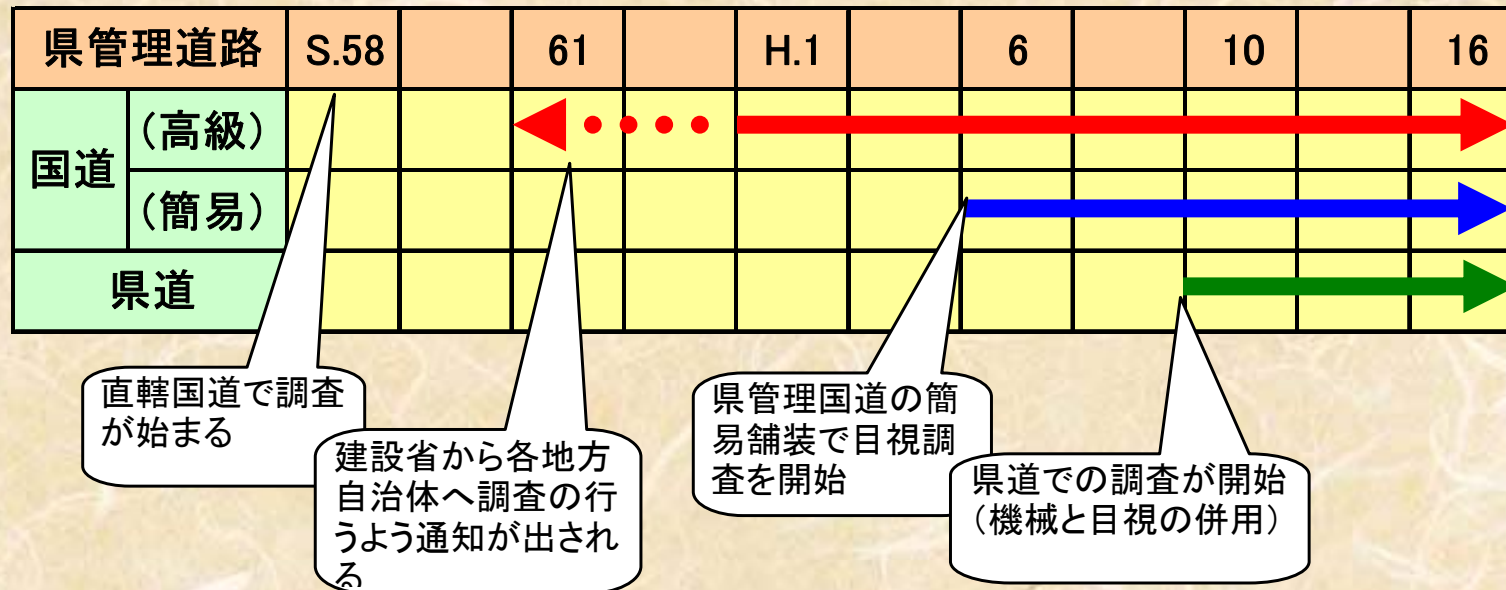 県管理道路 S.58 61 H.1 6 10 16
国道 （高級）
（簡易）
県道
直轄国道で調査
が始まる
建設省から各地方
自治体へ調査の行
うよう通知が出され
る
県管理国道の簡
易舗装で目視調
査を開始
県道での調査が開始
（機械と目視の併用）